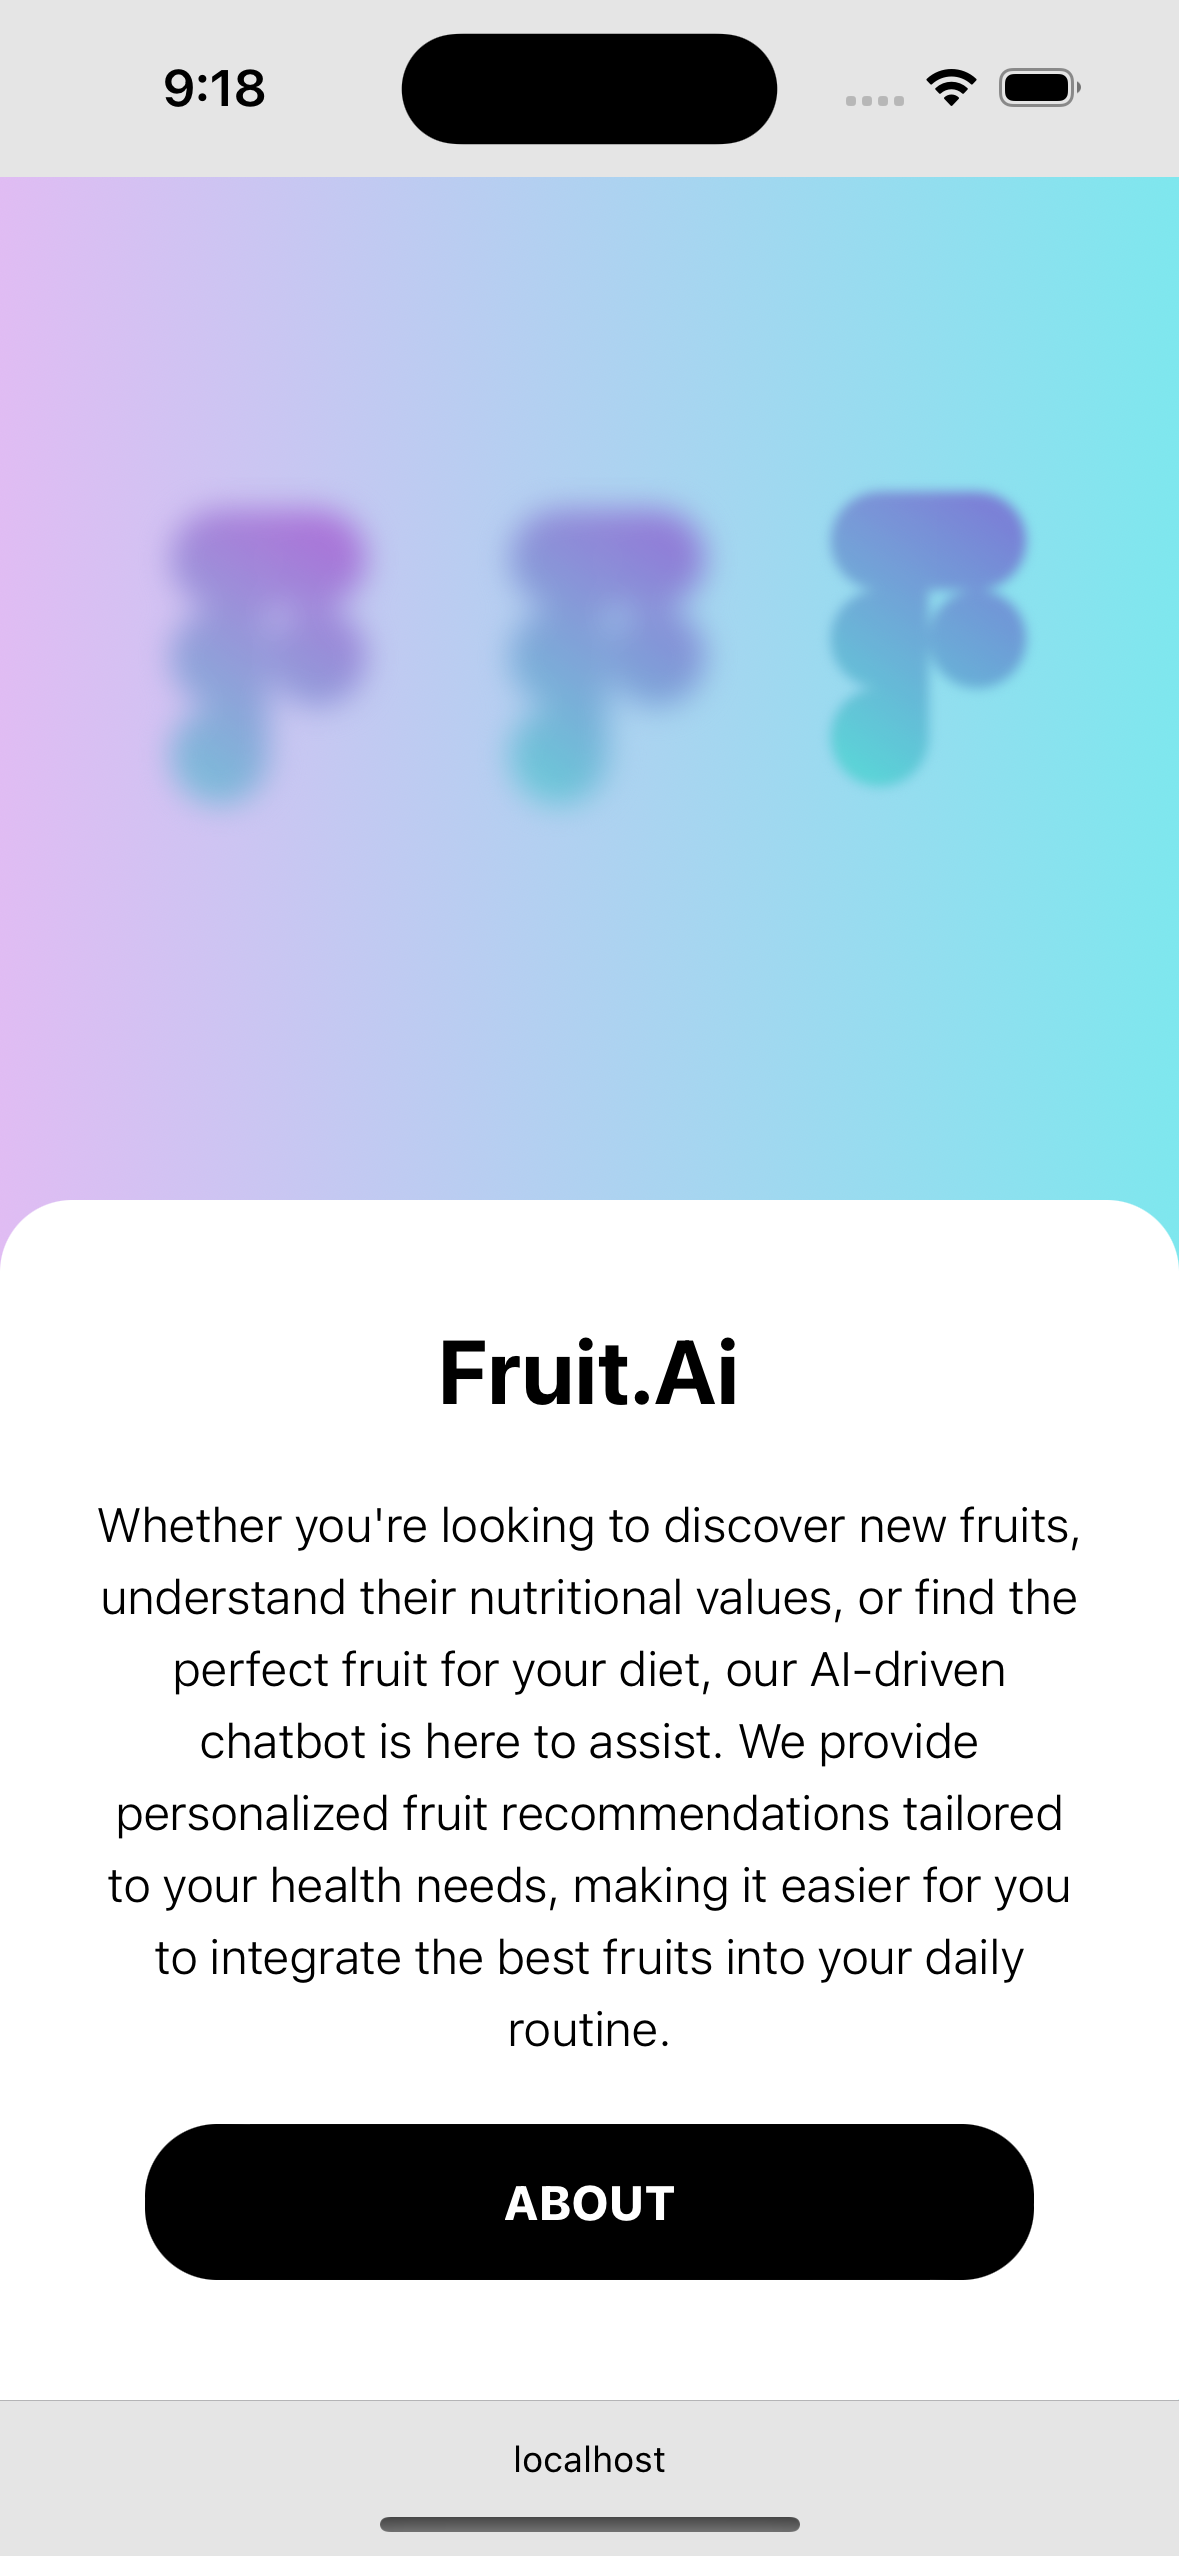 9:18
Fruit.Ai
Whether you're looking to discover new fruits,
understand their nutritional values, or find the
perfect fruit for your diet, our AI-driven
chatbot is here to assist. We provide
personalized fruit recommendations tailored
to your health needs, making it easier for you
to integrate the best fruits into your daily
routine.
ABOUT
localhost